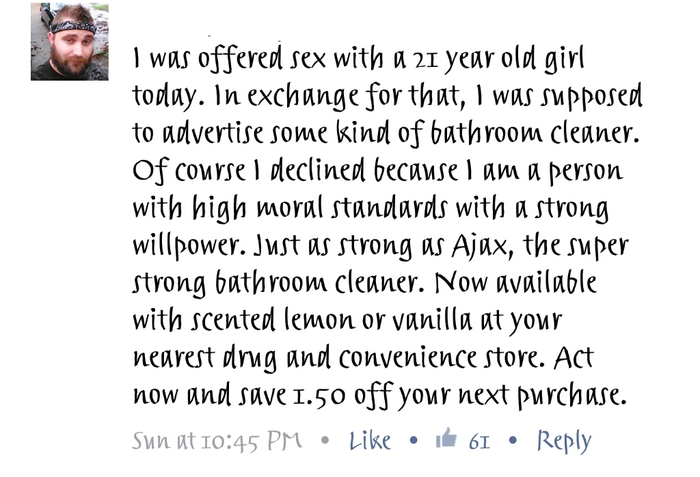 I was offered sex with a 21 year old girl
today. In exchange for that, I was supposed
to advertise some kind of bathroom cleaner.
Of course I declined because I am a person
with high moral standards with a strong
willpower. Just as strong as Ajax, the super
strong bathroom cleaner. Now available
with scented lemon or vanilla at your
nearest drug and convenience store. Act
now and save 1.50 off your next purchase.
Sun at 10:45 PM • Like • 61 • Reply